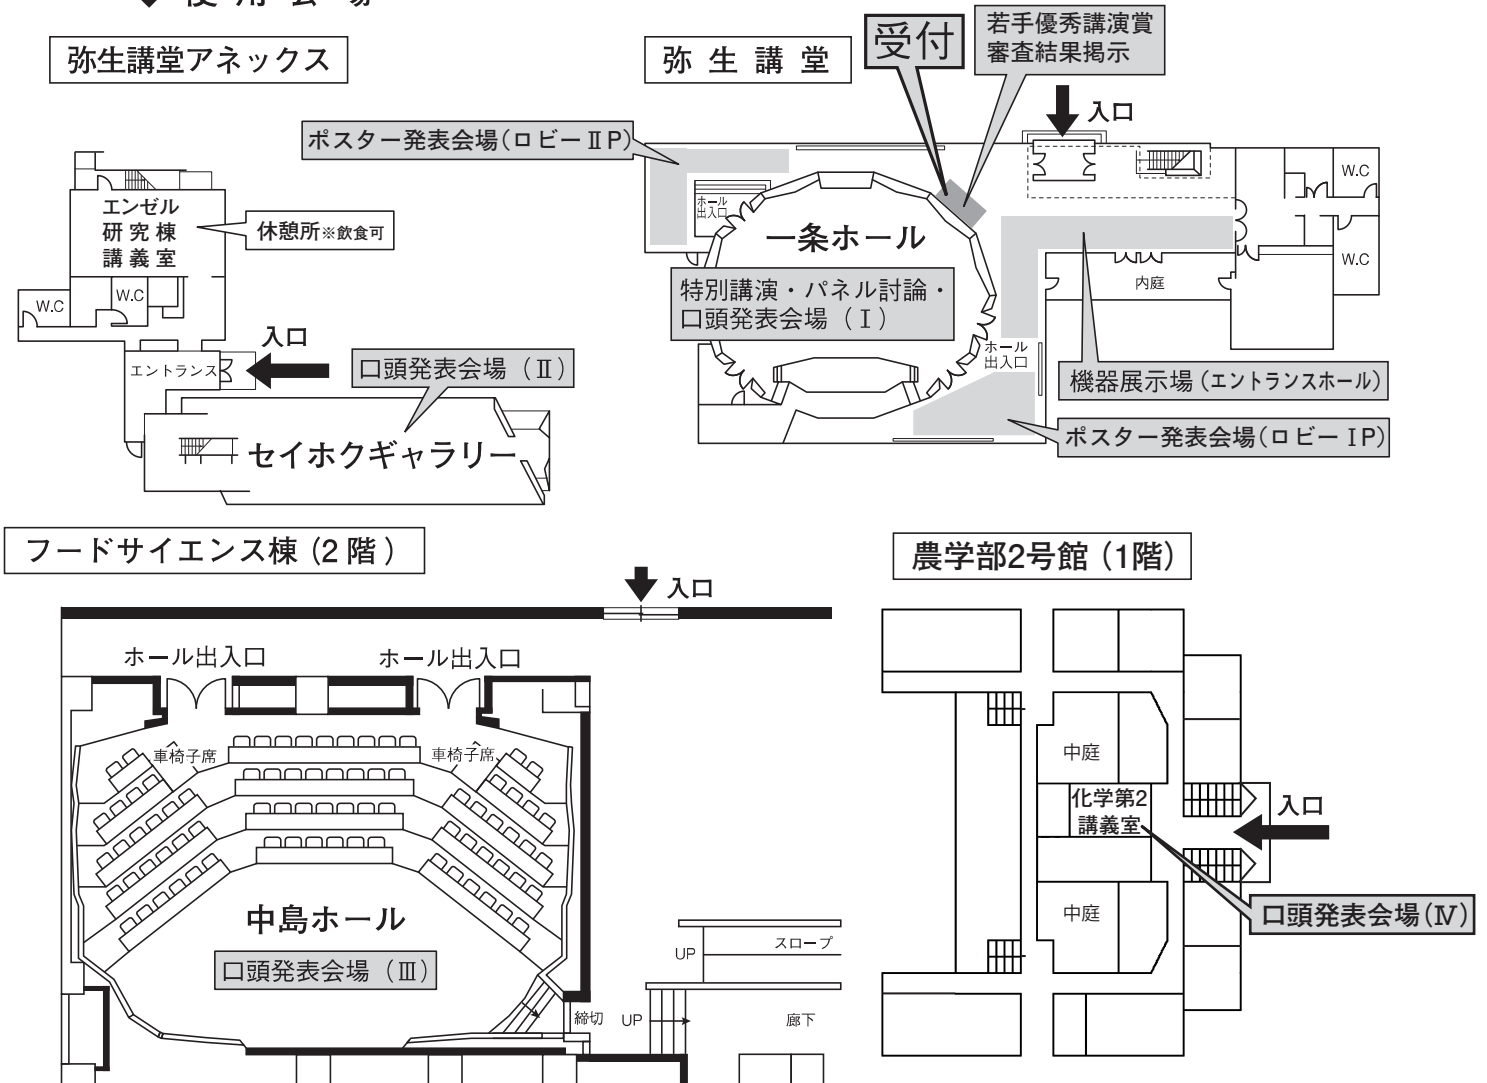 ◆使用会場
弥生講堂アネックス
エンゼル
研究棟
講義室
休憩所※飲食可
W.C
W.C
入口
エントランス
口頭発表会場（Ⅱ）
セイホクギャラリー
弥生講堂
受付
若手優秀講演賞
審査結果掲示
入口
ポスター発表会場(ロビーⅡP)
ホール
出入口
一条ホール
特別講演・パネル討論・
口頭発表会場（Ⅰ）
W.C
W.C
内庭
ホール
出入口
機器展示場(エントランスホール)
ポスター発表会場(ロビーⅠP)
フードサイエンス棟(2階)
入口
ホール出入口
ホール出入口
車椅子席
車椅子席
中島ホール
口頭発表会場（Ⅲ）
UP
スロープ
締切
UP
廊下
農学部2号館(1階)
中庭
化学第2
講義室
入口
中庭
口頭発表会場(Ⅳ)